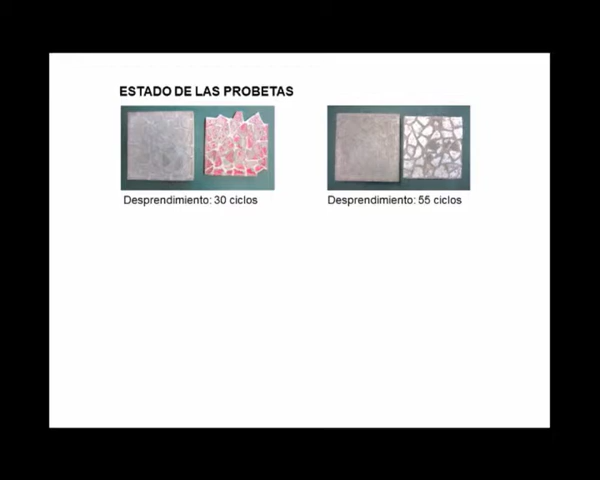 ESTADO DE LAS PROBETAS
Desprendimiento: 30 ciclos
Desprendimiento: 55 ciclos